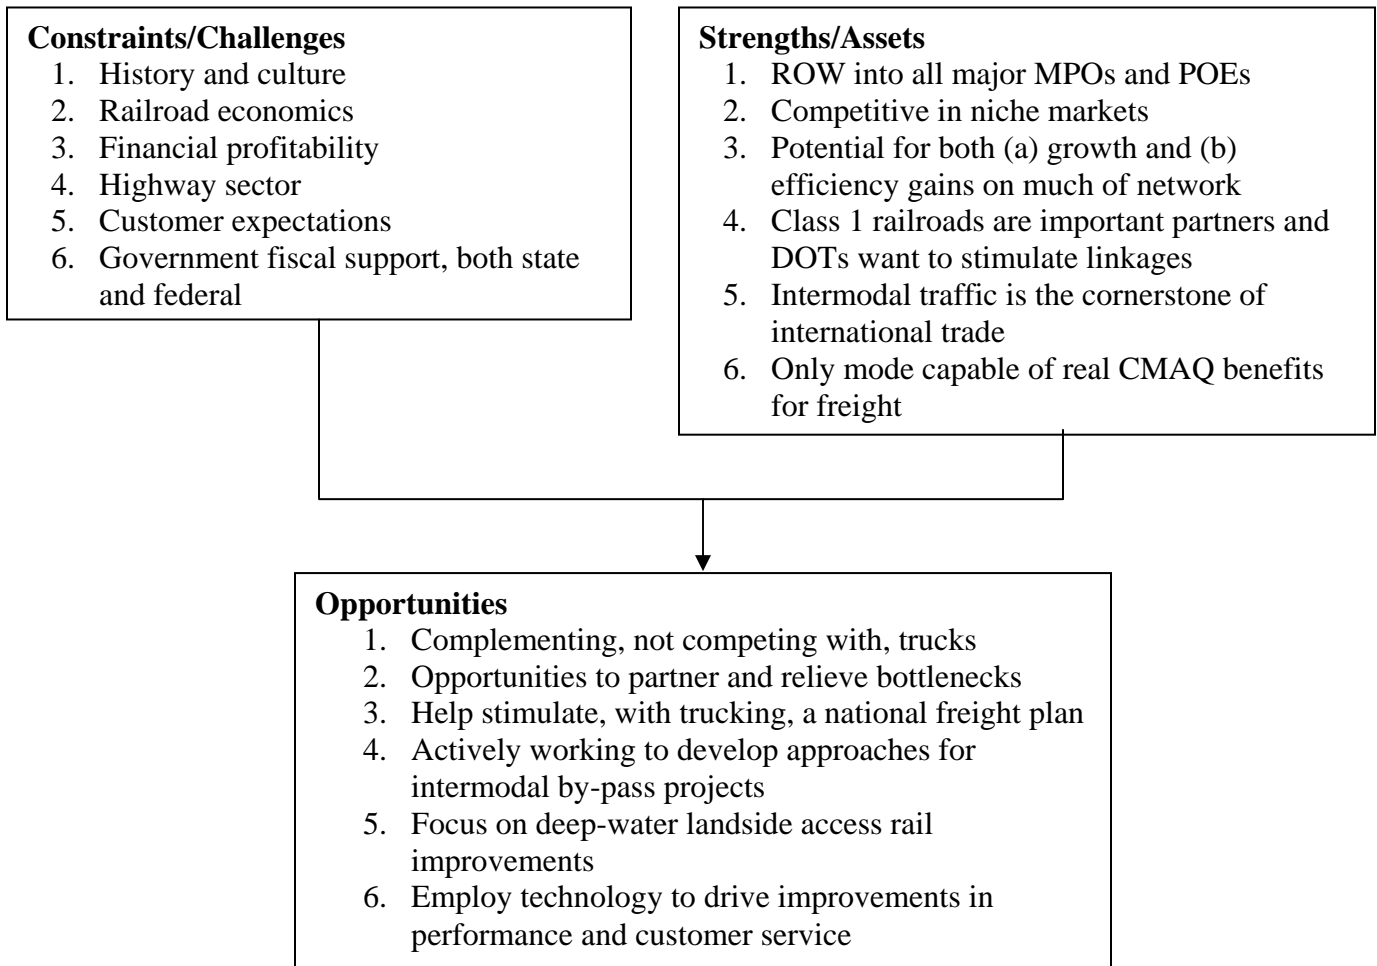 Constraints/Challenges
1. History and culture
2. Railroad economics
3. Financial profitability
4. Highway sector
5. Customer expectations
6. Government fiscal support, both state
and federal
Strengths/Assets
1. ROW into all major MPOs and POEs
2. Competitive in niche markets
3. Potential for both (a) growth and (b)
efficiency gains on much of network
4. Class 1 railroads are important partners and
DOTs want to stimulate linkages
5. Intermodal traffic is the cornerstone of
international trade
6. Only mode capable of real CMAQ benefits
for freight
Opportunities
1. Complementing, not competing with, trucks
2. Opportunities to partner and relieve bottlenecks
3. Help stimulate, with trucking, a national freight plan
4. Actively working to develop approaches for
intermodal by-pass projects
5. Focus on deep-water landside access rail
improvements
6. Employ technology to drive improvements in
performance and customer service